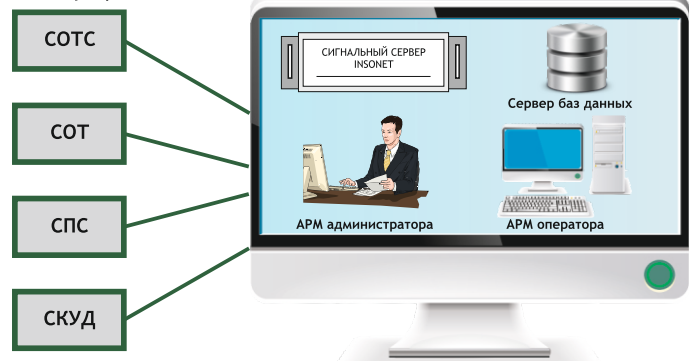 СОТС
СИГНАЛЬНЫЙ СЕРВЕР
INSONET
Сервер баз данных
СОТ
СПС
АРМ администратора
АРМ оператора
СКУД